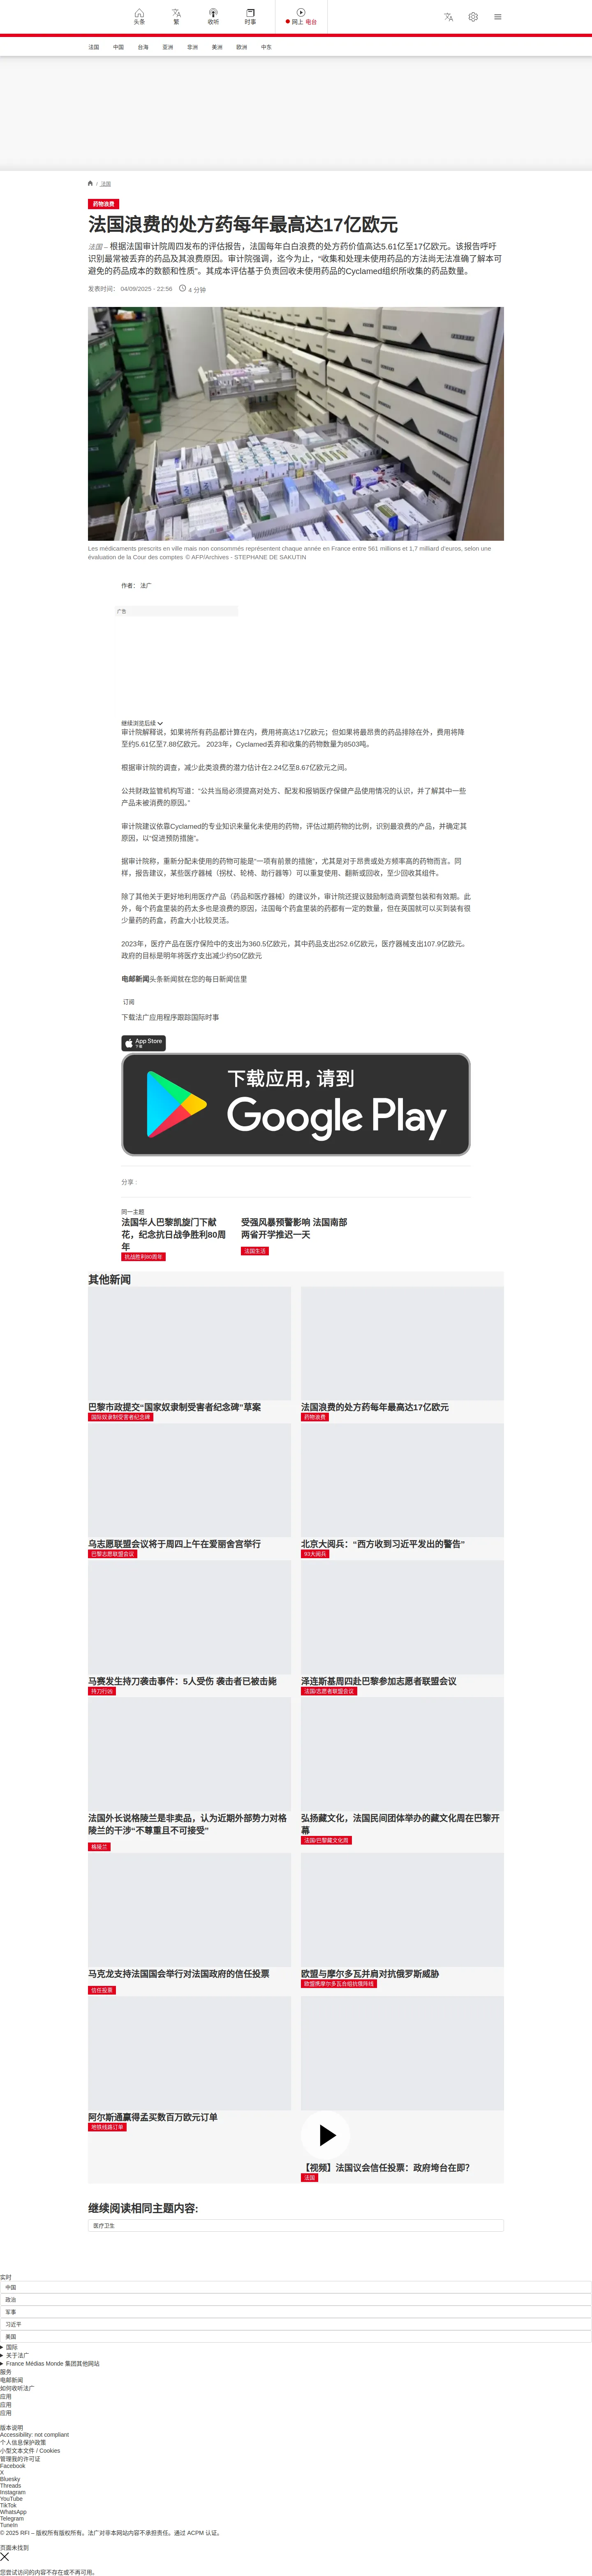 头条
繁
收听
时事
网上 电台
法国
中国
台海
亚洲
非洲
美洲
欧洲
中东
/ 法国
药物浪费
法国浪费的处方药每年最高达17亿欧元
法国 – 根据法国审计院周四发布的评估报告，法国每年白白浪费的处方药价值高达5.61亿至17亿欧元。该报告呼吁
识别最常被丢弃的药品及其浪费原因。审计院强调，迄今为止，“收集和处理未使用药品的方法尚无法准确了解本可
避免的药品成本的数额和性质”。其成本评估基于负责回收未使用药品的Cyclamed组织所收集的药品数量。
发表时间： 04/09/2025 - 22:56
4 分钟
Les médicaments prescrits en ville mais non consommés représentent chaque année en France entre 561 millions et 1,7 milliard d'euros, selon une
évaluation de la Cour des comptes © AFP/Archives - STEPHANE DE SAKUTIN
作者： 法广
广告
继续浏览后续
审计院解释说，如果将所有药品都计算在内，费用将高达17亿欧元；但如果将最昂贵的药品排除在外，费用将降
至约5.61亿至7.88亿欧元。 2023年，Cyclamed丢弃和收集的药物数量为8503吨。
根据审计院的调查，减少此类浪费的潜力估计在2.24亿至8.67亿欧元之间。
公共财政监管机构写道：“公共当局必须提高对处方、配发和报销医疗保健产品使用情况的认识，并了解其中一些
产品未被消费的原因。”
审计院建议依靠Cyclamed的专业知识来量化未使用的药物，评估过期药物的比例，识别最浪费的产品，并确定其
原因，以“促进预防措施”。
据审计院称，重新分配未使用的药物可能是“一项有前景的措施”，尤其是对于昂贵或处方频率高的药物而言。同
样，报告建议，某些医疗器械（拐杖、轮椅、助行器等）可以重复使用、翻新或回收，至少回收其组件。
除了其他关于更好地利用医疗产品（药品和医疗器械）的建议外，审计院还提议鼓励制造商调整包装和有效期。此
外，每个药盒里装的药太多也是浪费的原因，法国每个药盒里装的药都有一定的数量，但在英国就可以买到装有很
少量药的药盒，药盒大小比较灵活。
2023年，医疗产品在医疗保险中的支出为360.5亿欧元，其中药品支出252.6亿欧元，医疗器械支出107.9亿欧元。
政府的目标是明年将医疗支出减少约50亿欧元
电邮新闻头条新闻就在您的每日新闻信里
订阅
下载法广应用程序跟踪国际时事
App Store
下载
下载应用，请到
Google Play
分享 :
同一主题
法国华人巴黎凯旋门下献
花，纪念抗日战争胜利80周
年
抗战胜利80周年
受强风暴预警影响 法国南部
两省开学推迟一天
法国生活
其他新闻
巴黎市政提交“国家奴隶制受害者纪念碑”草案
国际奴隶制受害者纪念碑
法国浪费的处方药每年最高达17亿欧元
药物浪费
乌志愿联盟会议将于周四上午在爱丽舍宫举行
巴黎志愿联盟会议
北京大阅兵：“西方收到习近平发出的警告”
93大阅兵
马赛发生持刀袭击事件：5人受伤 袭击者已被击毙
持刀行凶
泽连斯基周四赴巴黎参加志愿者联盟会议
法国/志愿者联盟会议
法国外长说格陵兰是非卖品，认为近期外部势力对格
陵兰的干涉“不尊重且不可接受”
格陵兰
弘扬藏文化，法国民间团体举办的藏文化周在巴黎开
幕
法国/巴黎藏文化周
马克龙支持法国国会举行对法国政府的信任投票
信任投票
欧盟与摩尔多瓦并肩对抗俄罗斯威胁
欧盟携摩尔多瓦合组抗俄阵线
阿尔斯通赢得孟买数百万欧元订单
地铁线路订单
【视频】法国议会信任投票：政府垮台在即？
法国
继续阅读相同主题内容:
医疗卫生
实时
中国
政治
军事
习近平
美国
国际
关于法广
France Médias Monde 集团其他网站
服务
电邮新闻
如何收听法广
应用
应用
应用
版本说明
Accessibility: not compliant
个人信息保护政策
小型文本文件 / Cookies
管理我的许可证
Facebook
X
Bluesky
Threads
Instagram
YouTube
TikTok
WhatsApp
Telegram
TuneIn
© 2025 RFI – 版权所有版权所有。法广对非本网站内容不承担责任。通过 ACPM 认证。
页面未找到
您尝试访问的内容不存在或不再可用。